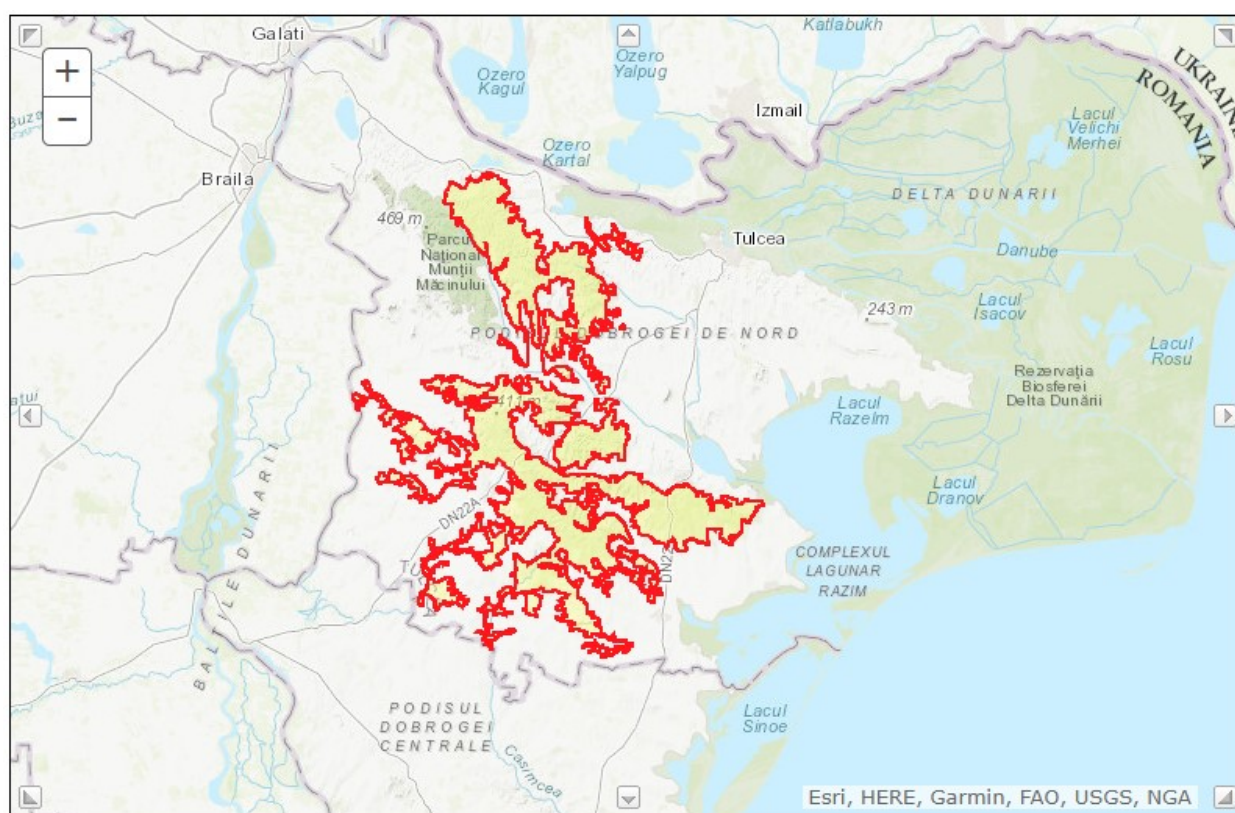 Galati
Katlabukh
Ozero
Yalpug
Ozero
Kagul
+
−
UKRAINE
ROMANIA
Izmail
Lacul
Velichi
Merhei
Ozero
Kartal
Braila
DELTA DUNARII
469 m
Parcul
Național
Munții
Măcinului
Tulcea
Danube
243 m
Lacul
Isacov
PODISUL DOBROGEI DE NORD
Lacul
Rosu
Rezervația
Biosferei
Delta Dunării
411 m
Lacul
Razelm
Lacul
Dranov
DN22A
BALTILE DUNARII
COMPLEXUL
LAGUNAR
RAZIM
PODISUL
DOBROGEI
CENTRALE
Lacul
Sinoe
Casimcea
Esri, HERE, Garmin, FAO, USGS, NGA